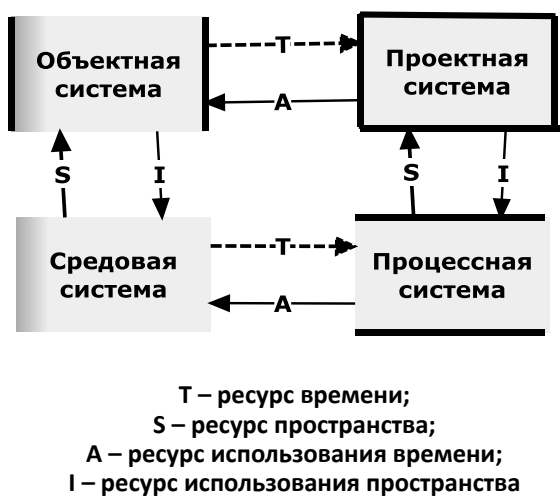 Объектная
система
T
Проектная
система
A
S
I
S
I
Средовая
система
T
Процессная
система
A
T – ресурс времени;
S – ресурс пространства;
A – ресурс использования времени;
I – ресурс использования пространства